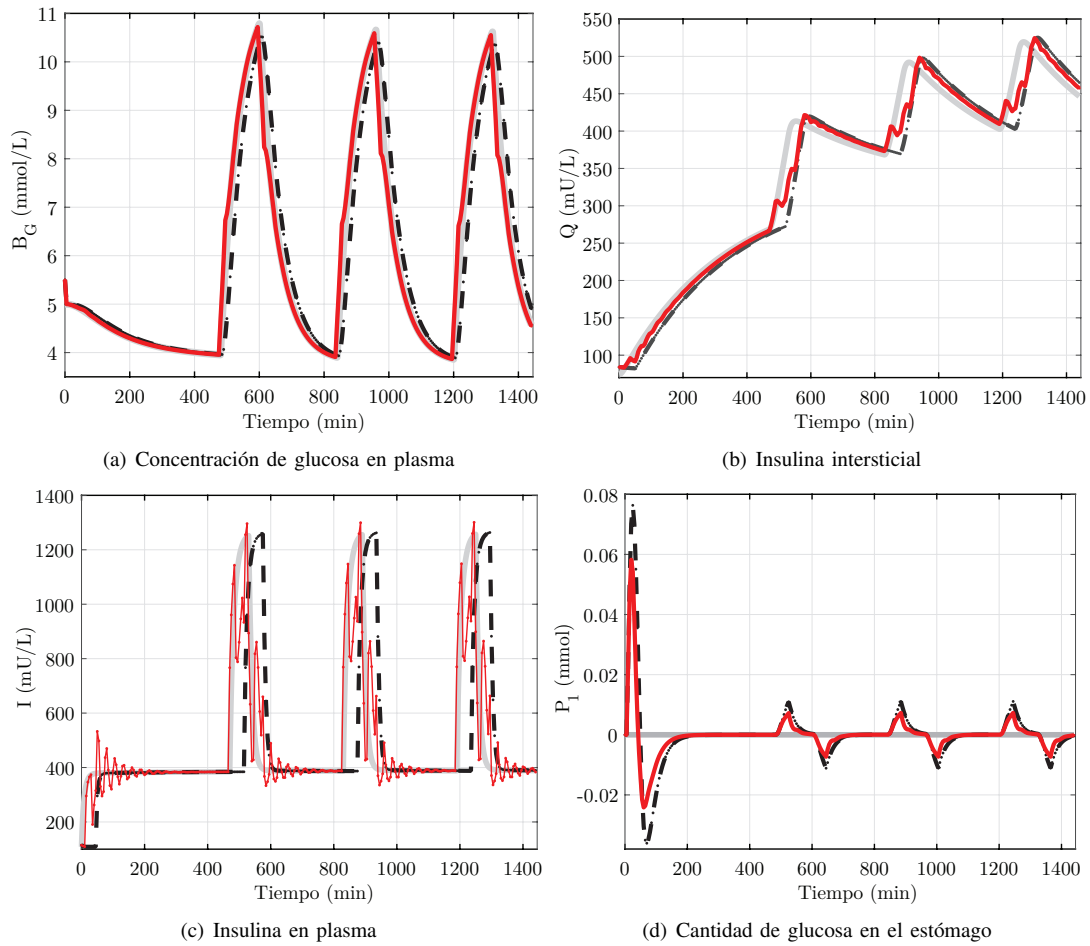 11
10
9
8
7
6
5
4
B_G (mmol/L)
0 200 400 600 800 1000 1200 1400
Tiempo (min)
(a) Concentración de glucosa en plasma
550
500
450
400
350
300
250
200
150
100
Q (mU/L)
0 200 400 600 800 1000 1200 1400
Tiempo (min)
(b) Insulina intersticial
1400
1200
1000
800
600
400
200
I (mU/L)
0 200 400 600 800 1000 1200 1400
Tiempo (min)
(c) Insulina en plasma
0.08
0.06
0.04
0.02
0
-0.02
P_1 (mmol)
0 200 400 600 800 1000 1200 1400
Tiempo (min)
(d) Cantidad de glucosa en el estómago